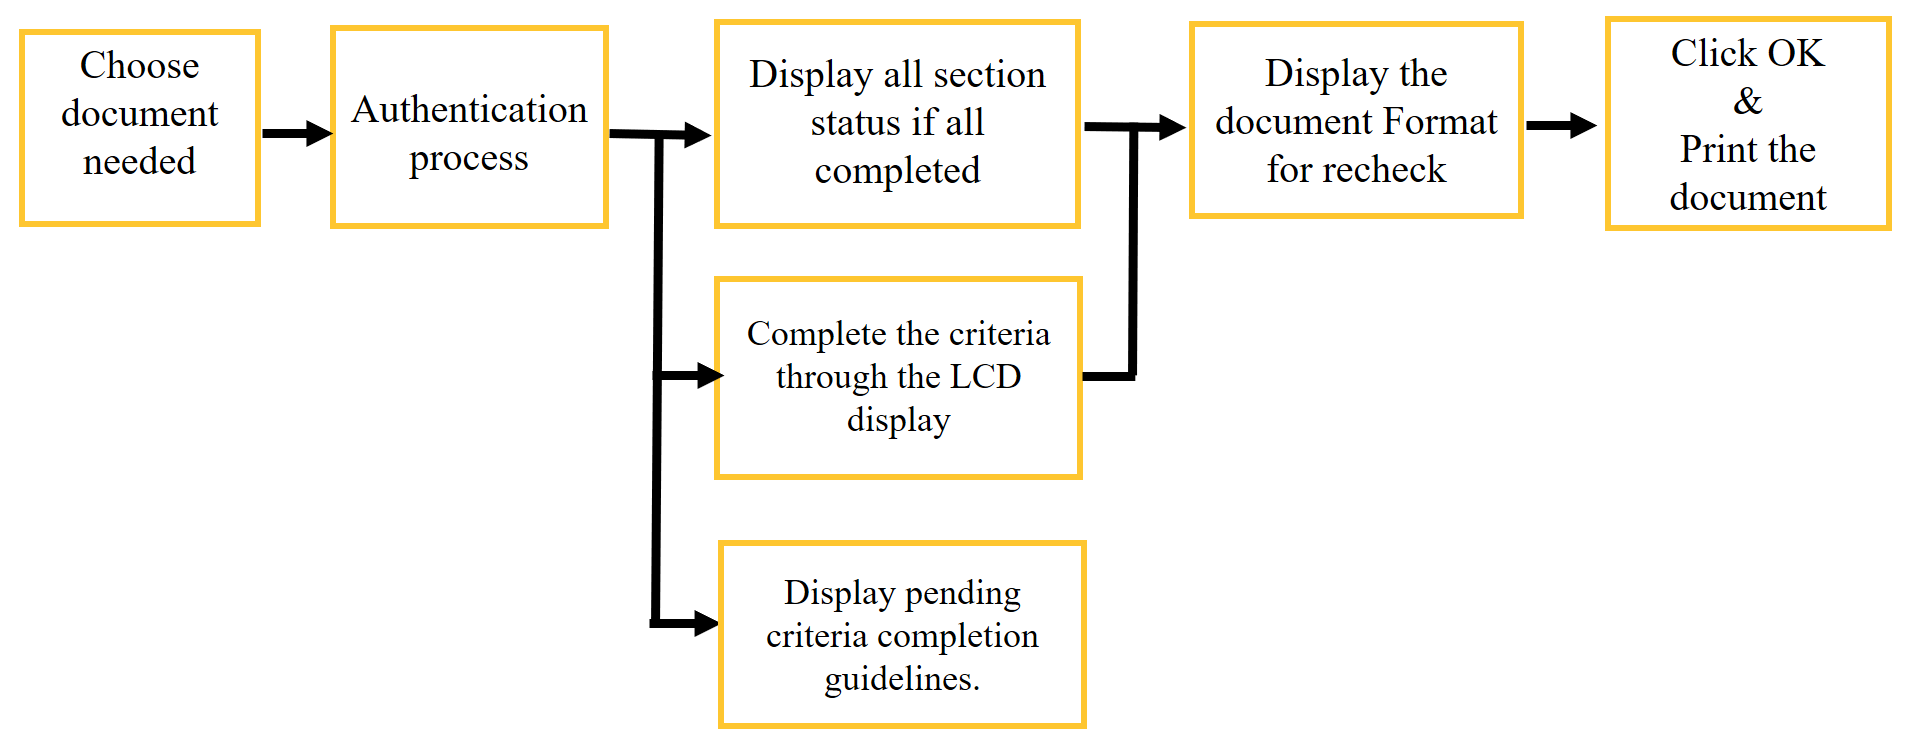 Choose
document
needed
Authentication
process
Display all section
status if all
completed
Complete the criteria
through the LCD
display
Display pending
criteria completion
guidelines.
Display the
document Format
for recheck
Click OK
&
Print the
document